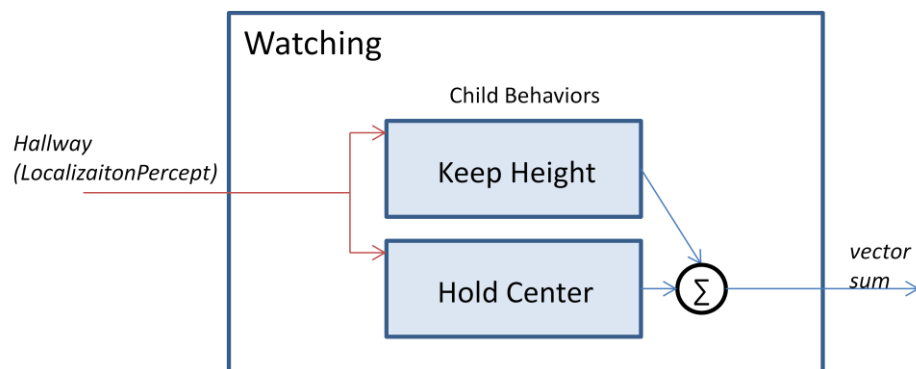 Watching
Child Behaviors
Hallway
(LocalizaitonPercept)
Keep Height
Hold Center
Σ
vector
sum